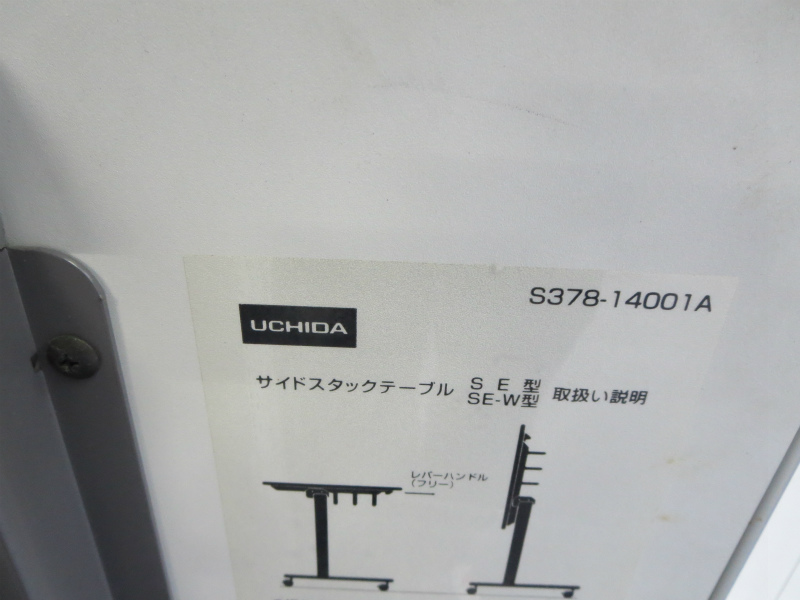 S378-14001A
UCHIDA
サイドスタックテーブル SE型 SE-W型 取扱い説明
レバーハンドル
(フリー)